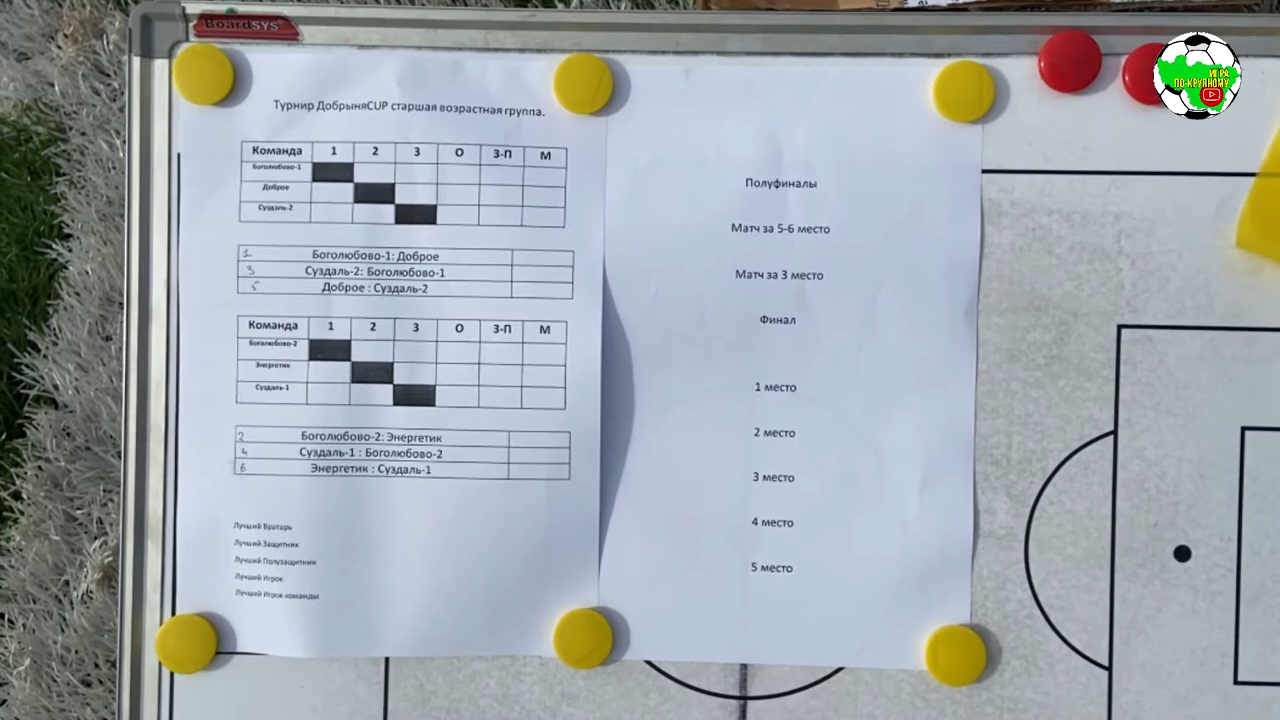 BoardSYS
ИГРА
ПО-КРУПНОМУ
Турнир ДобрыняCUP старшая возрастная группа.
Команда 1 2 3 О З-П М
Боголюбово-1
Доброе
Суздаль-2
1 Боголюбово-1: Доброе
3 Суздаль-2: Боголюбово-1
5 Доброе : Суздаль-2
Команда 1 2 3 О З-П М
Боголюбово-2
Энергетик
Суздаль-1
2 Боголюбово-2: Энергетик
4 Суздаль-1 : Боголюбово-2
6 Энергетик : Суздаль-1
Лучший Вратарь
Лучший Защитник
Лучший Полузащитник
Лучший Игрок
Лучший Игрок команды
Полуфиналы
Матч за 5-6 место
Матч за 3 место
Финал
1 место
2 место
3 место
4 место
5 место